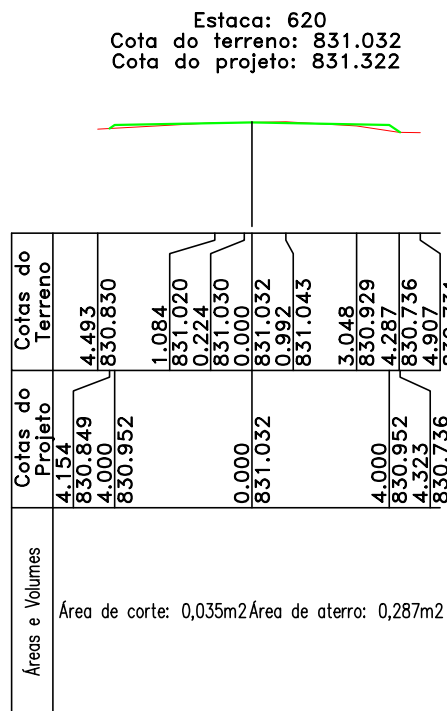 Estaca: 620
Cota do terreno: 831.032
Cota do projeto: 831.322
Cotas do
Terreno
4.493
830.830
1.084
831.020
0.224
831.030
0.000
831.032
0.992
831.043
3.048
830.929
4.287
830.736
4.907
Cotas do
Projeto
4.154
830.849
4.000
830.952
0.000
831.032
4.000
830.952
4.323
830.736
Áreas e Volumes
Área de corte: 0,035m2 Área de aterro: 0,287m2